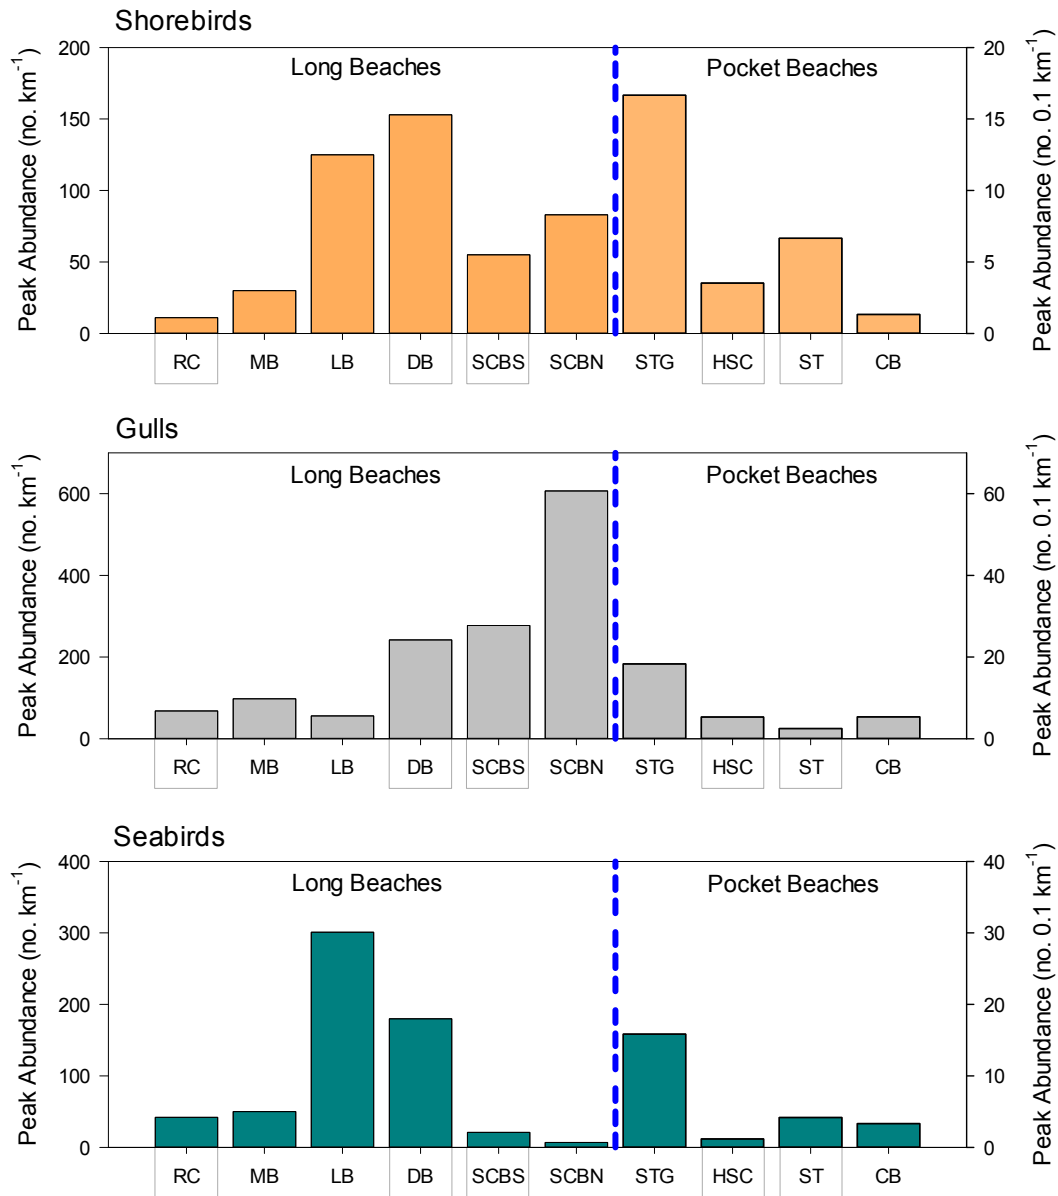 Shorebirds
Peak Abundance (no. km⁻¹)
200
150
100
50
0
Long Beaches
Pocket Beaches
20
15
10
5
0
Peak Abundance (no. 0.1 km⁻¹)
RC MB LB DB SCBS SCBN STG HSC ST CB
Gulls
Peak Abundance (no. km⁻¹)
600
400
200
0
Long Beaches
Pocket Beaches
60
40
20
0
Peak Abundance (no. 0.1 km⁻¹)
RC MB LB DB SCBS SCBN STG HSC ST CB
Seabirds
Peak Abundance (no. km⁻¹)
400
300
200
100
0
Long Beaches
Pocket Beaches
40
30
20
10
0
Peak Abundance (no. 0.1 km⁻¹)
RC MB LB DB SCBS SCBN STG HSC ST CB